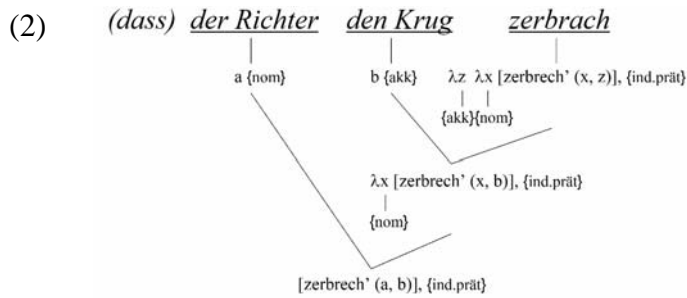 (2) (dass) der Richter den Krug zerbrach
a {nom} b {akk} λz λx [zerbrech’ (x, z)], {ind.prät}
{akk}{nom}
λx [zerbrech’ (x, b)], {ind.prät}
{nom}
[zerbrech’ (a, b)], {ind.prät}